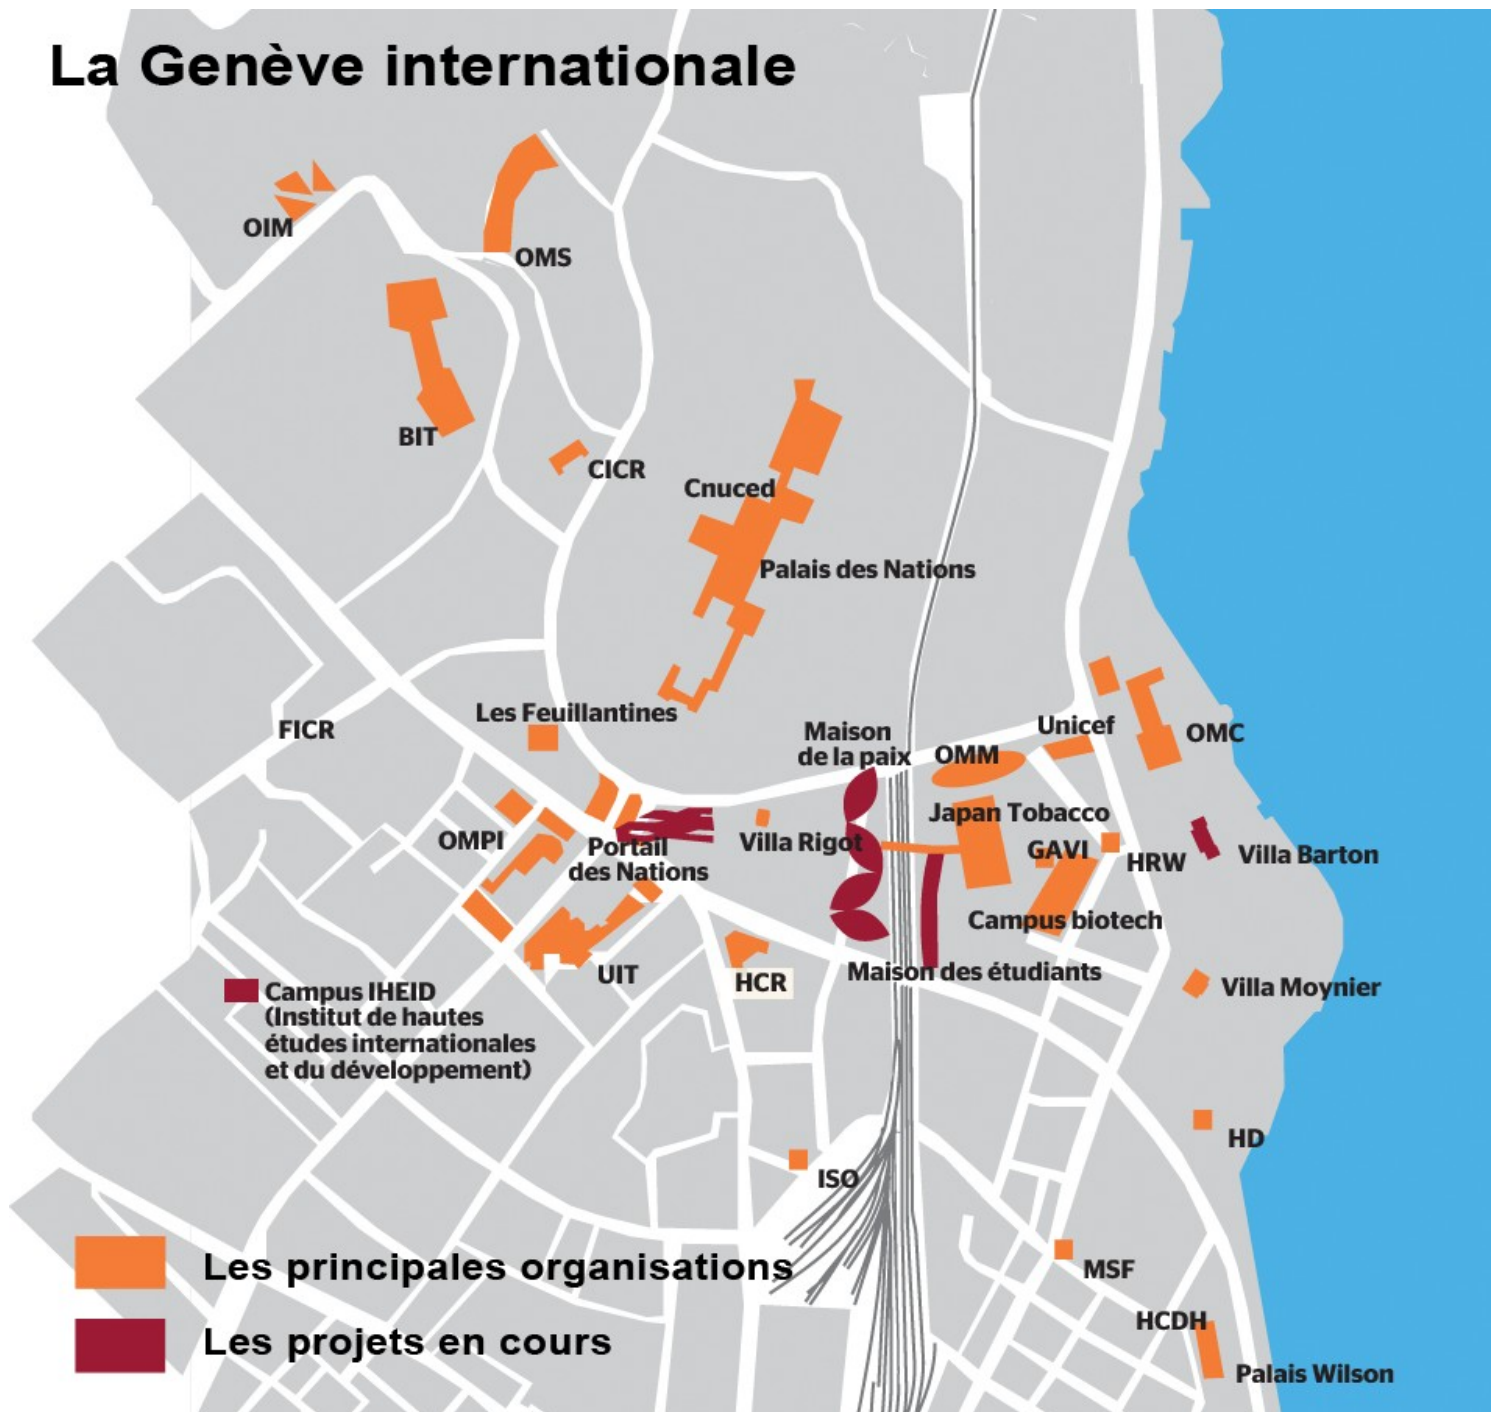 La Genève internationale
OIM
OMS
BIT
CICR
Cnuced
Palais des Nations
Les Feuillantines
FICR
Maison
de la paix
OMM
Unicef
OMC
Japan Tobacco
OMPI
Portail
des Nations
Villa Rigot
GAVI
HRW
Villa Barton
Campus biotech
UIT
HCR
Maison des étudiants
Villa Moynier
Campus IHEID
(Institut de hautes
études internationales
et du développement)
HD
ISO
Les principales organisations
MSF
HCDH
Les projets en cours
Palais Wilson